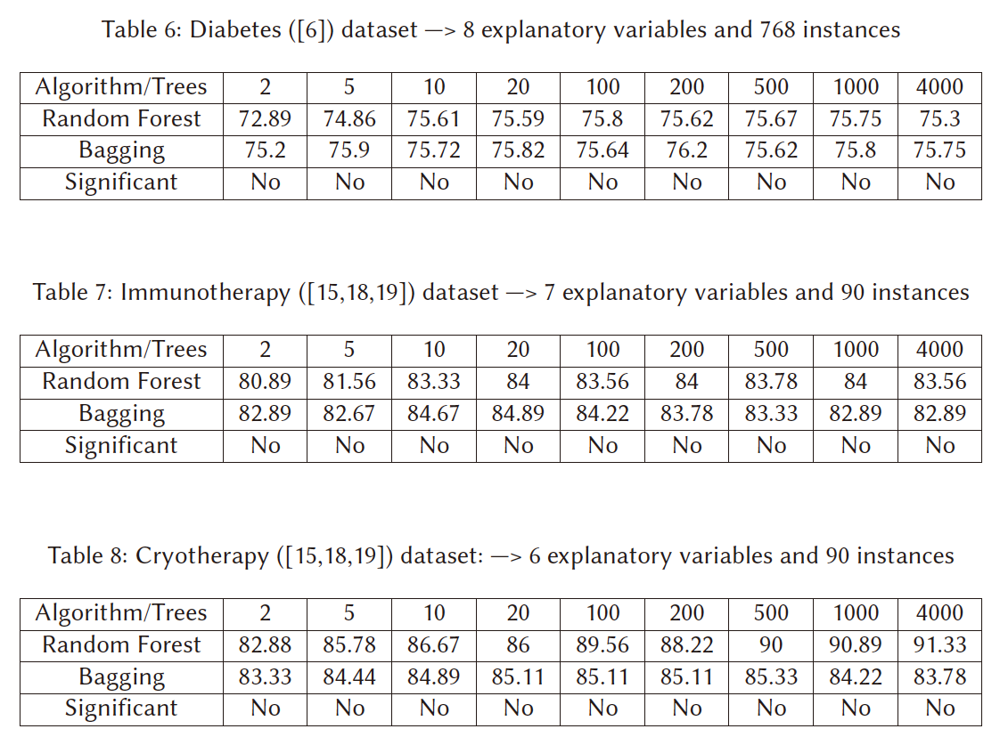 Table 6: Diabetes ([6]) dataset —> 8 explanatory variables and 768 instances
Algorithm/Trees 2 5 10 20 100 200 500 1000 4000
Random Forest 72.89 74.86 75.61 75.59 75.8 75.62 75.67 75.75 75.3
Bagging 75.2 75.9 75.72 75.82 75.64 76.2 75.62 75.8 75.75
Significant No No No No No No No No No
Table 7: Immunotherapy ([15,18,19]) dataset —> 7 explanatory variables and 90 instances
Algorithm/Trees 2 5 10 20 100 200 500 1000 4000
Random Forest 80.89 81.56 83.33 84 83.56 84 83.78 84 83.56
Bagging 82.89 82.67 84.67 84.89 84.22 83.78 83.33 82.89 82.89
Significant No No No No No No No No No
Table 8: Cryotherapy ([15,18,19]) dataset: —> 6 explanatory variables and 90 instances
Algorithm/Trees 2 5 10 20 100 200 500 1000 4000
Random Forest 82.88 85.78 86.67 86 89.56 88.22 90 90.89 91.33
Bagging 83.33 84.44 84.89 85.11 85.11 85.11 85.33 84.22 83.78
Significant No No No No No No No No No